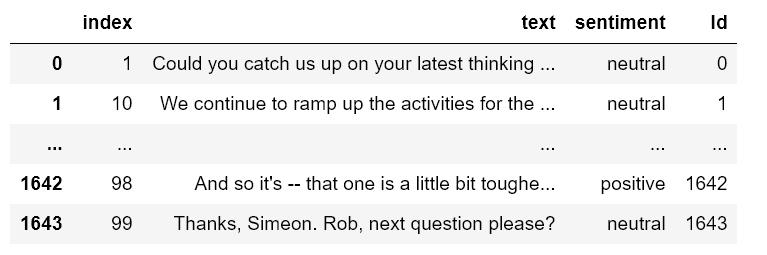 index text sentiment Id
0 1 Could you catch us up on your latest thinking ... neutral 0
1 10 We continue to ramp up the activities for the ... neutral 1
... ... ... ... ...
1642 98 And so it's -- that one is a little bit toughe... positive 1642
1643 99 Thanks, Simeon. Rob, next question please? neutral 1643